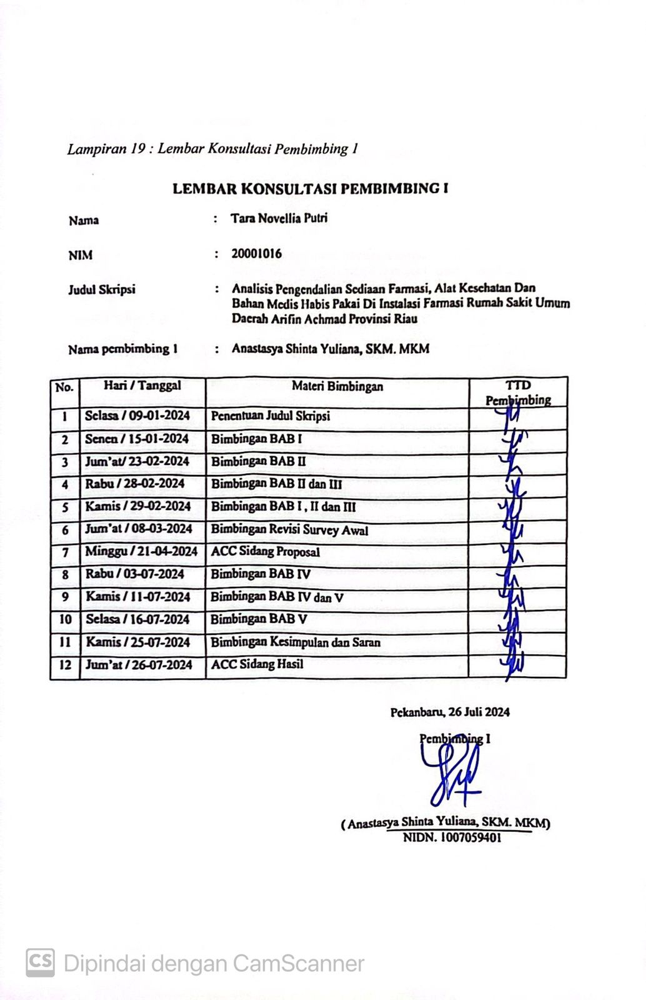 Lampiran 19 : Lembar Konsultasi Pembimbing 1
LEMBAR KONSULTASI PEMBIMBING I
Nama : Tara Novellia Putri
NIM : 20001016
Judul Skripsi : Analisis Pengendalian Sediaan Farmasi, Alat Kesehatan Dan
Bahan Medis Habis Pakai Di Instalasi Farmasi Rumah Sakit Umum
Daerah Arifin Achmad Provinsi Riau
Nama pembimbing 1 : Anastasya Shinta Yuliana, SKM. MKM
No. Hari / Tanggal Materi Bimbingan TTD
Pembimbing
1 Selasa / 09-01-2024 Penentuan Judul Skripsi
2 Senen / 15-01-2024 Bimbingan BAB I
3 Jum'at/ 23-02-2024 Bimbingan BAB II
4 Rabu / 28-02-2024 Bimbingan BAB II dan III
5 Kamis / 29-02-2024 Bimbingan BAB I , II dan III
6 Jum'at / 08-03-2024 Bimbingan Revisi Survey Awal
7 Minggu / 21-04-2024 ACC Sidang Proposal
8 Rabu / 03-07-2024 Bimbingan BAB IV
9 Kamis / 11-07-2024 Bimbingan BAB IV dan V
10 Selasa / 16-07-2024 Bimbingan BAB V
11 Kamis / 25-07-2024 Bimbingan Kesimpulan dan Saran
12 Jum'at / 26-07-2024 ACC Sidang Hasil
Pekanbaru, 26 Juli 2024
Pembimbing I
( Anastasya Shinta Yuliana, SKM. MKM)
NIDN. 1007059401
CS Dipindai dengan CamScanner